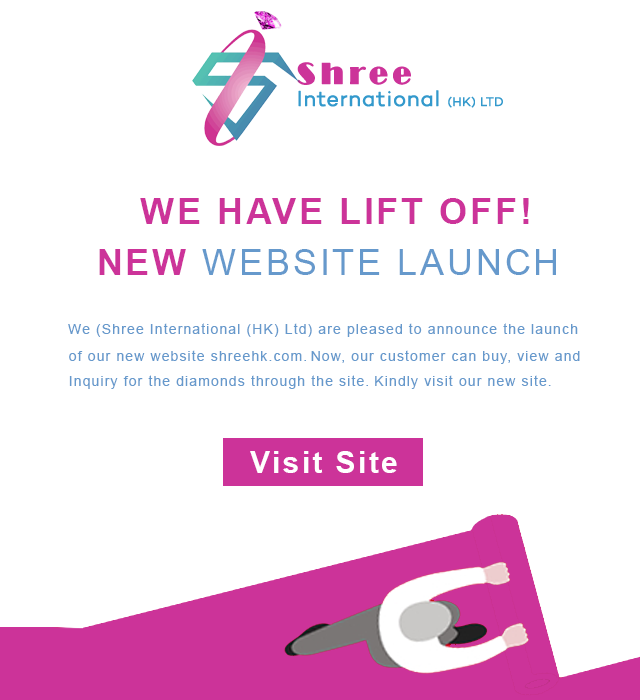 Shree
International (HK) LTD
WE HAVE LIFT OFF!
NEW WEBSITE LAUNCH
We (Shree International (HK) Ltd) are pleased to announce the launch
of our new website shreehk.com. Now, our customer can buy, view and
Inquiry for the diamonds through the site. Kindly visit our new site.
Visit Site